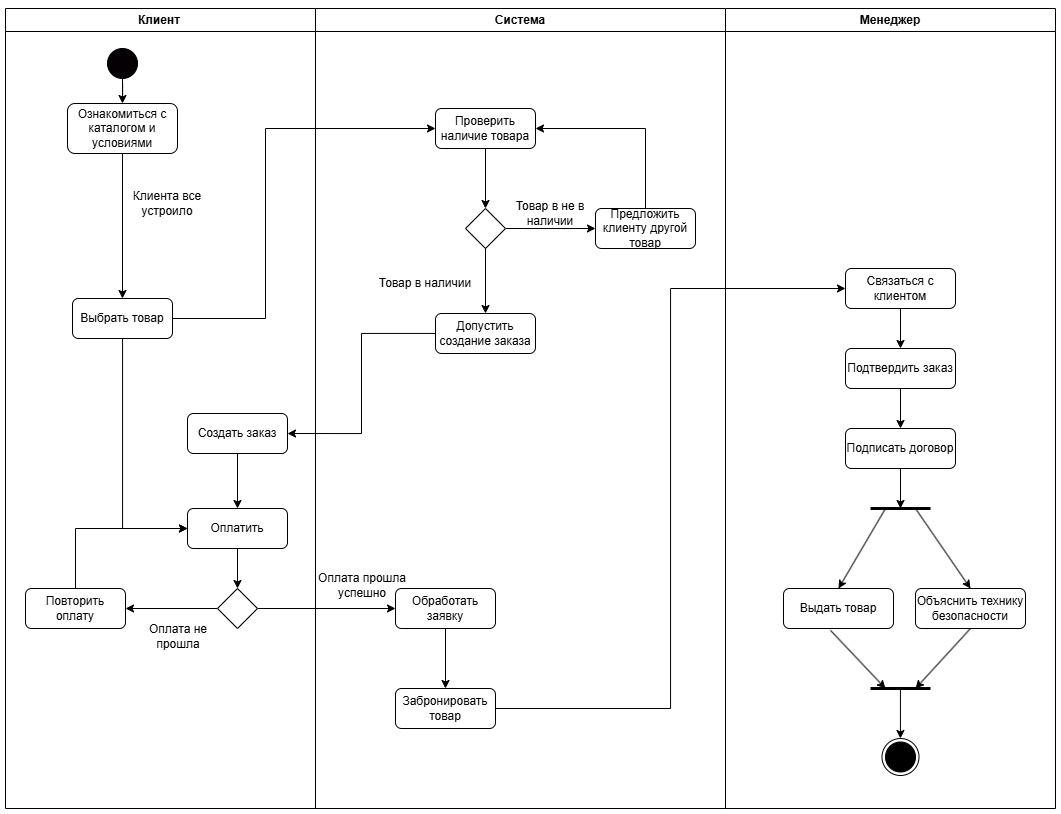 Клиент
Система
Менеджер
Ознакомиться с
каталогом и
условиями
Клиента все
устроило
Выбрать товар
Проверить
наличие товара
Товар в не в
наличии
Предложить
клиенту другой
товар
Товар в наличии
Допустить
создание заказа
Создать заказ
Оплатить
Повторить
оплату
Оплата не
прошла
Оплата прошла
успешно
Обработать
заявку
Забронировать
товар
Связаться с
клиентом
Подтвердить заказ
Подписать договор
Выдать товар
Объяснить технику
безопасности